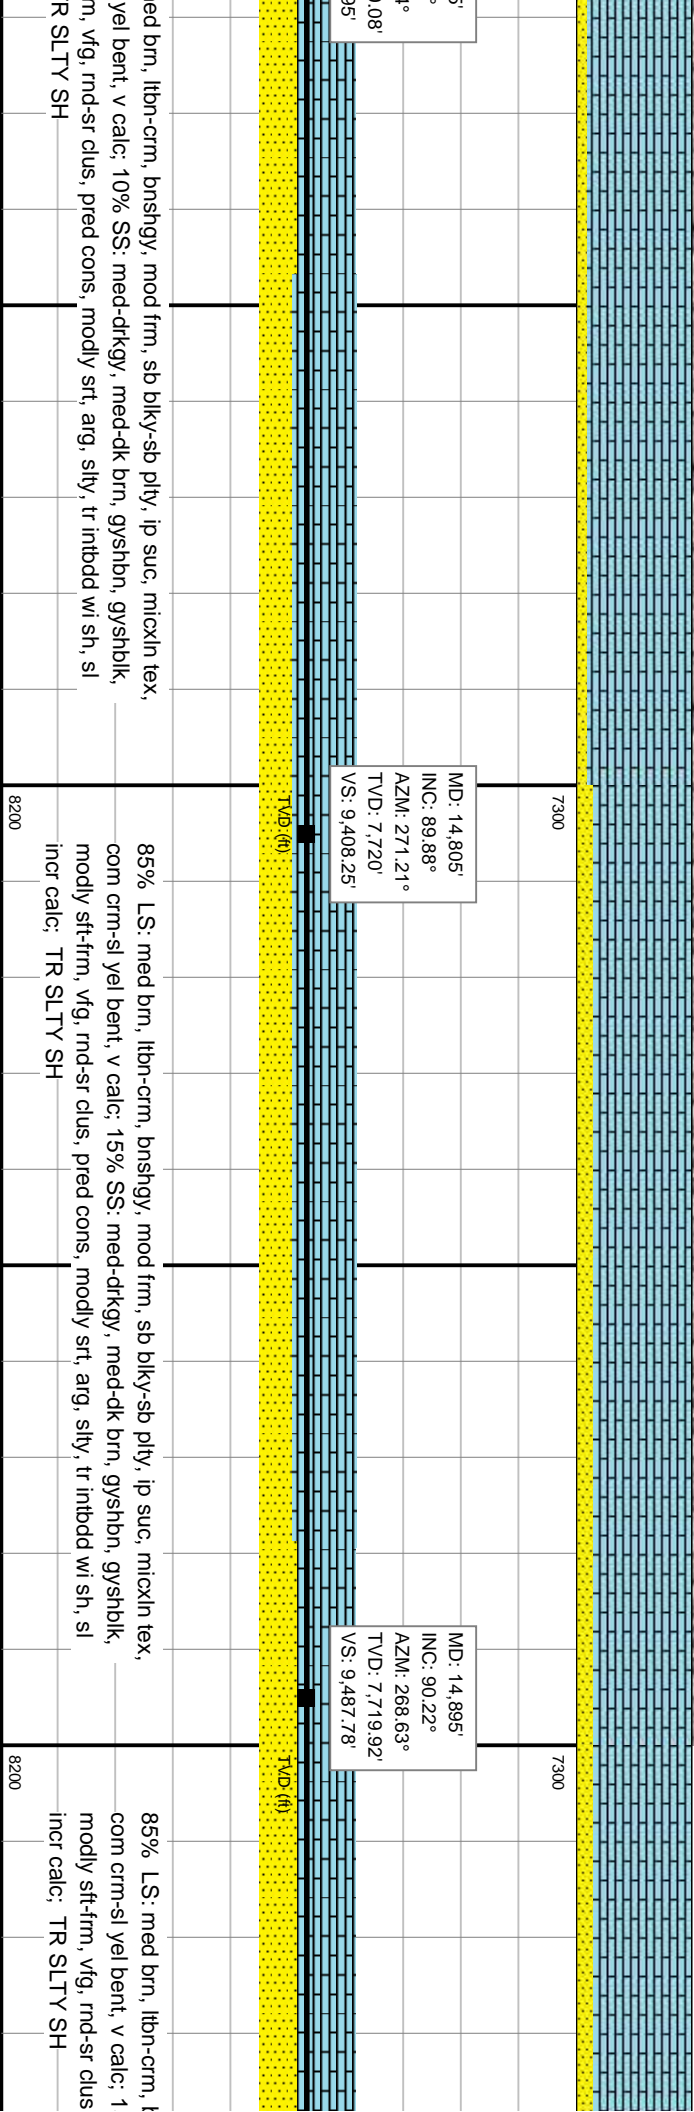 5'
°
4°
0.08'
95'
ed brn, ltbn-crm, bnshgy, mod frm, sb blky-sb plty, ip suc, micxln tex,
yel bent, v calc; 10% SS: med-drkgy, med-dk brn, gyshbn, gyshblk,
m, vfg, rnd-sr clus, pred cons, modly srt, arg, slty, tr intbdd wi sh, sl
TR SLTY SH
7300
MD: 14,805'
INC: 89.88°
AZM: 271.21°
TVD: 7,720'
VS: 9,408.25'
TVD (ft)
8200
85% LS: med brn, ltbn-crm, bnshgy, mod frm, sb blky-sb plty, ip suc, micxln tex,
com crm-sl yel bent, v calc; 15% SS: med-drkgy, med-dk brn, gyshbn, gyshblk,
modly sft-frm, vfg, rnd-sr clus, pred cons, modly srt, arg, slty, tr intbdd wi sh, sl
incr calc; TR SLTY SH
MD: 14,895'
INC: 90.22°
AZM: 268.63°
TVD: 7,719.92'
VS: 9,487.78'
7300
TVD (ft)
8200
85% LS: med brn, ltbn-crm, b
com crm-sl yel bent, v calc; 1
modly sft-frm, vfg, rnd-sr clus
incr calc; TR SLTY SH